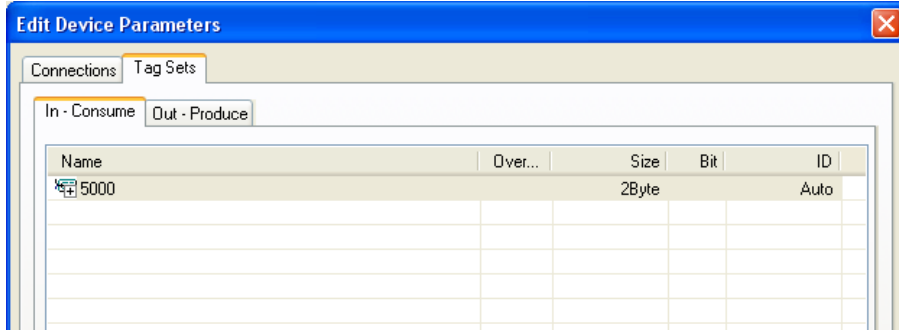 Edit Device Parameters
Connections Tag Sets
In - Consume Out - Produce
Name Over... Size Bit ID
5000 2Byte Auto